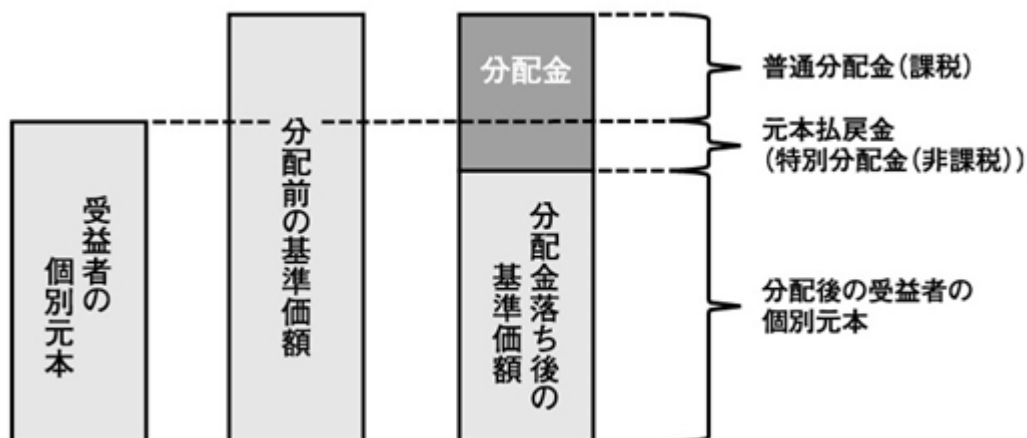 受益者の
個別元本
分配前の基準価額
分配金
分配金落ち後の
基準価額
普通分配金(課税)
元本払戻金
(特別分配金(非課税))
分配後の受益者の
個別元本